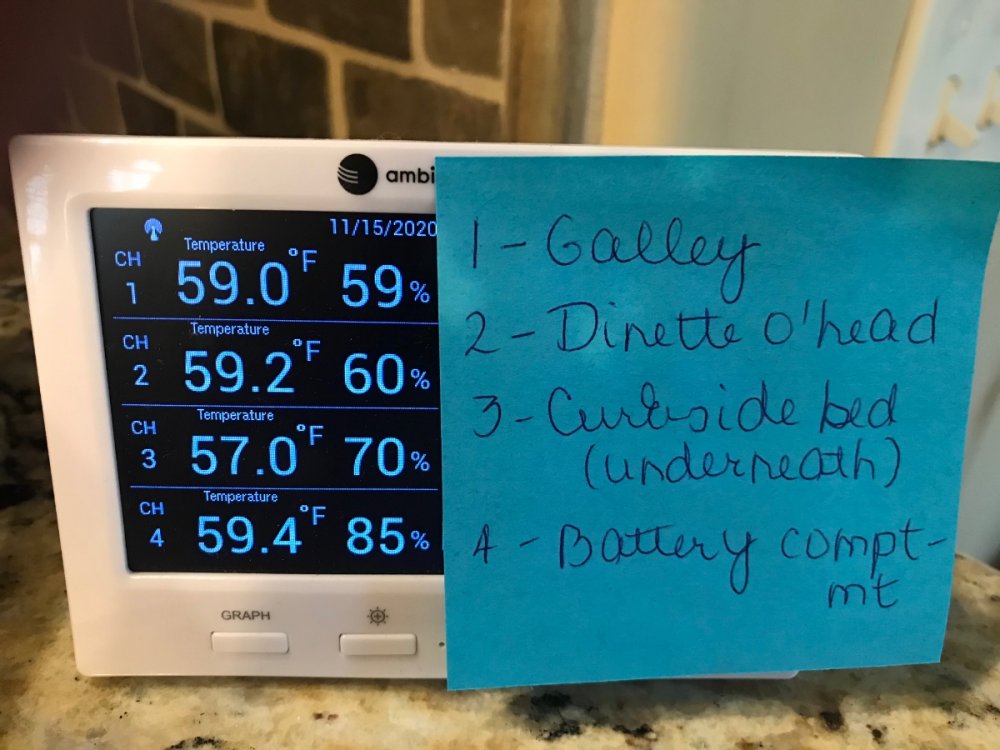 ambi
11/15/2020
CH 1 Temperature 59.0 °F 59%
CH 2 Temperature 59.2 °F 60%
CH 3 Temperature 57.0 °F 70%
CH 4 Temperature 59.4 °F 85%
GRAPH
1 - Galley
2 - Dinette o'head
3 - Curbside bed
(underneath)
4 - Battery compt-
mt